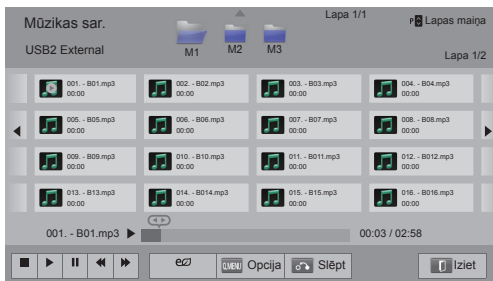 Mūzikas sar.
Lapa 1/1
P Lapas maiņa
USB2 External
M1 M2 M3
Lapa 1/2
001. - B01.mp3 00:00
002. - B02.mp3 00:00
003. - B03.mp3 00:00
004. - B04.mp3 00:00
005. - B05.mp3 00:00
006. - B06.mp3 00:00
007. - B07.mp3 00:00
008. - B08.mp3 00:00
009. - B09.mp3 00:00
010. - B10.mp3 00:00
011. - B011.mp3 00:00
012. - B012.mp3 00:00
013. - B13.mp3 00:00
014. - B014.mp3 00:00
015. - B15.mp3 00:00
016. - B016.mp3 00:00
001. - B01.mp3
00:03 / 02:58
Q.MENU Opcija
Slēpt
Iziet